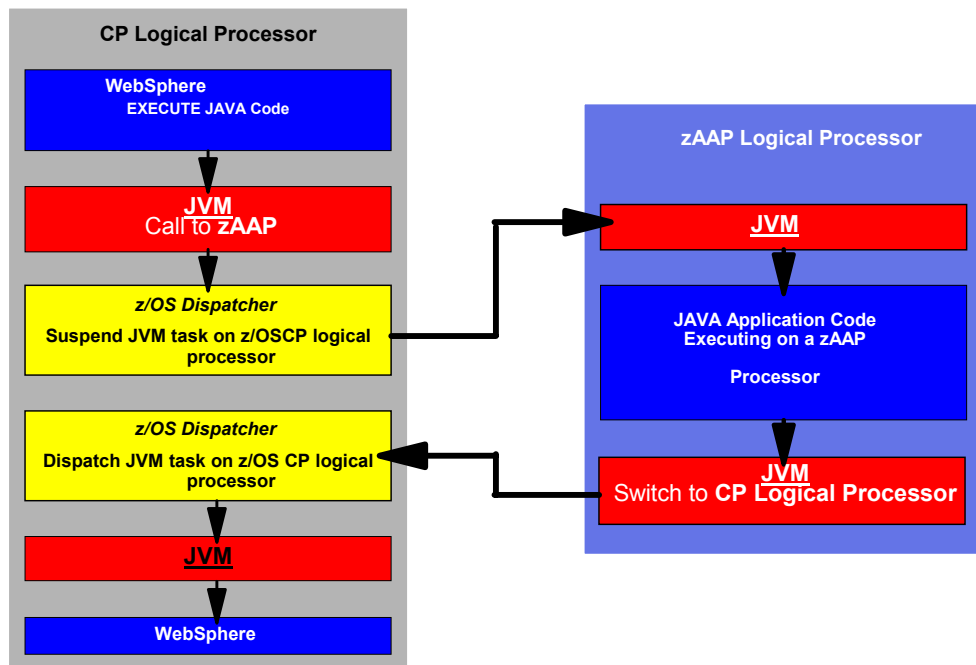 CP Logical Processor
WebSphere
EXECUTE JAVA Code
JVM
Call to zAAP
z/OS Dispatcher
Suspend JVM task on z/OSCP logical
processor
z/OS Dispatcher
Dispatch JVM task on z/OS CP logical
processor
JVM
WebSphere
zAAP Logical Processor
JVM
JAVA Application Code
Executing on a zAAP
Processor
JVM
Switch to CP Logical Processor